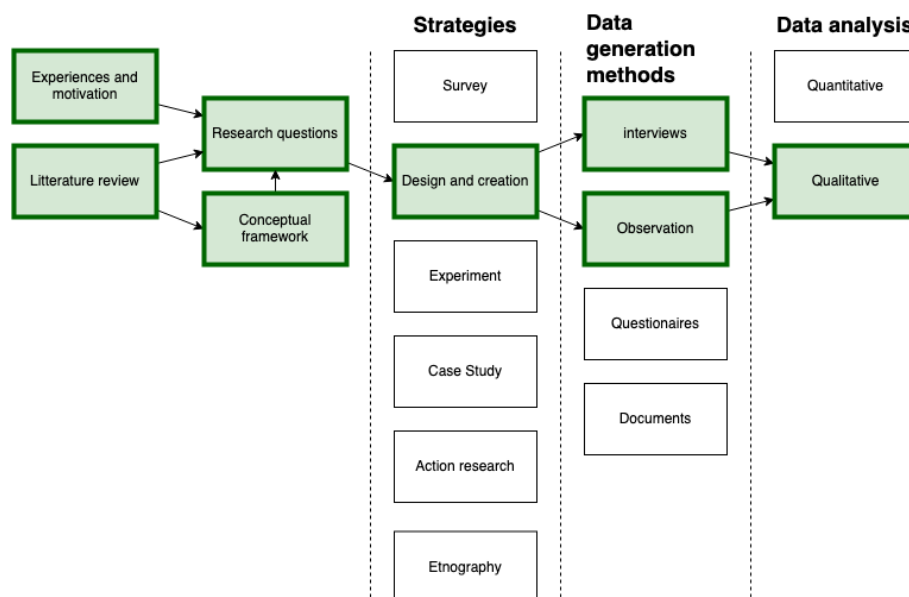 Strategies
Data
generation
methods
Data analysis
Experiences and
motivation
Litterature review
Research questions
Conceptual
framework
Survey
Design and creation
Experiment
Case Study
Action research
Etnography
interviews
Observation
Questionaires
Documents
Quantitative
Qualitative